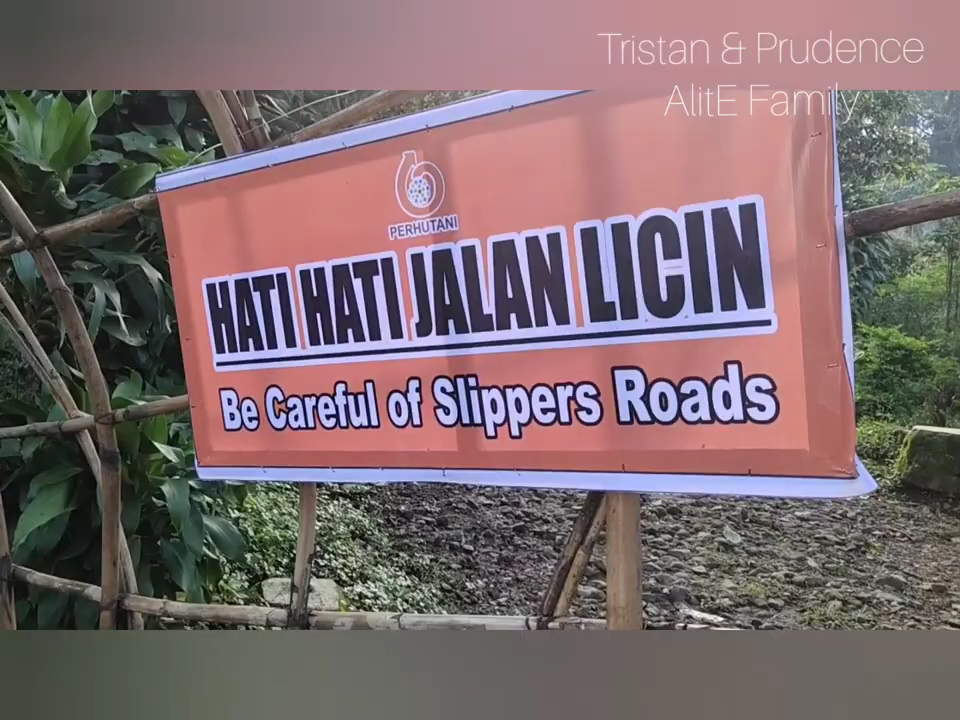 Tristan & Prudence
AlitE Family
PERHUTANI
HATI HATI JALAN LICIN
Be Careful of Slippers Roads